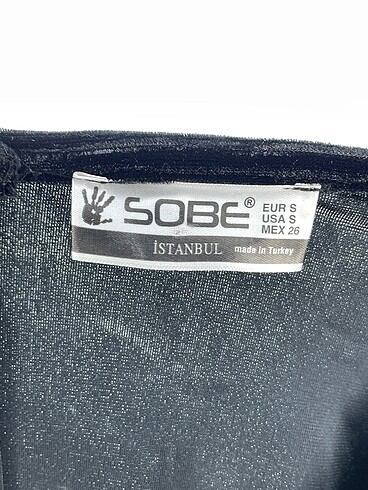 SOBE®
EUR S
USA S
MEX 26
İSTANBUL made in Turkey